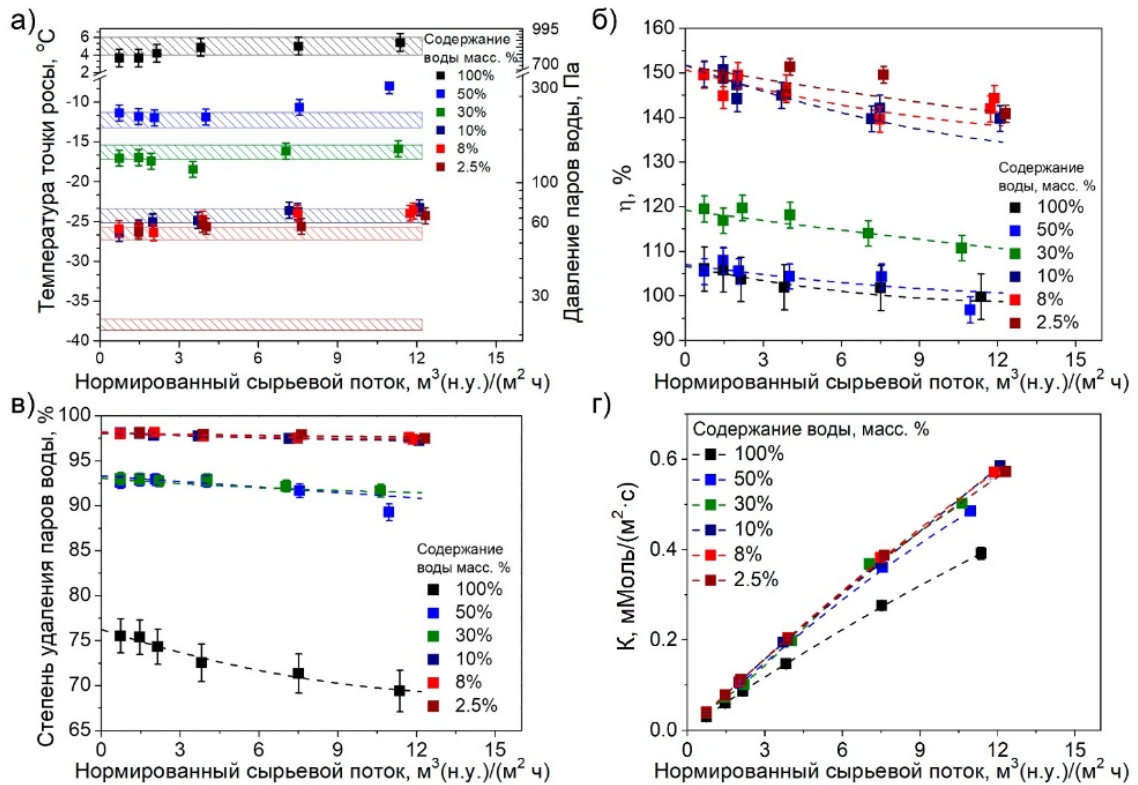 а)
Температура точки росы, °С
6
4
2
-10
-15
-20
-25
-30
-35
-40
0 3 6 9 12 15
Нормированный сырьевой поток, м³(н.у.)/(м² ч)
995
700
300
100
60
30
Давление паров воды, Па
Содержание
воды масс. %
100%
50%
30%
10%
8%
2.5%
б)
η, %
160
150
140
130
120
110
100
90
0 3 6 9 12 15
Нормированный сырьевой поток, м³(н.у.)/(м² ч)
Содержание
воды, масс. %
100%
50%
30%
10%
8%
2.5%
в)
Степень удаления паров воды, %
100
95
90
85
80
75
70
65
0 3 6 9 12 15
Нормированный сырьевой поток, м³(н.у.)/(м² ч)
Содержание
воды масс. %
100%
50%
30%
10%
8%
2.5%
г)
К, мМоль/(м²·с)
0.6
0.4
0.2
0.0
0 3 6 9 12 15
Нормированный сырьевой поток, м³(н.у.)/(м² ч)
Содержание воды, масс. %
100%
50%
30%
10%
8%
2.5%